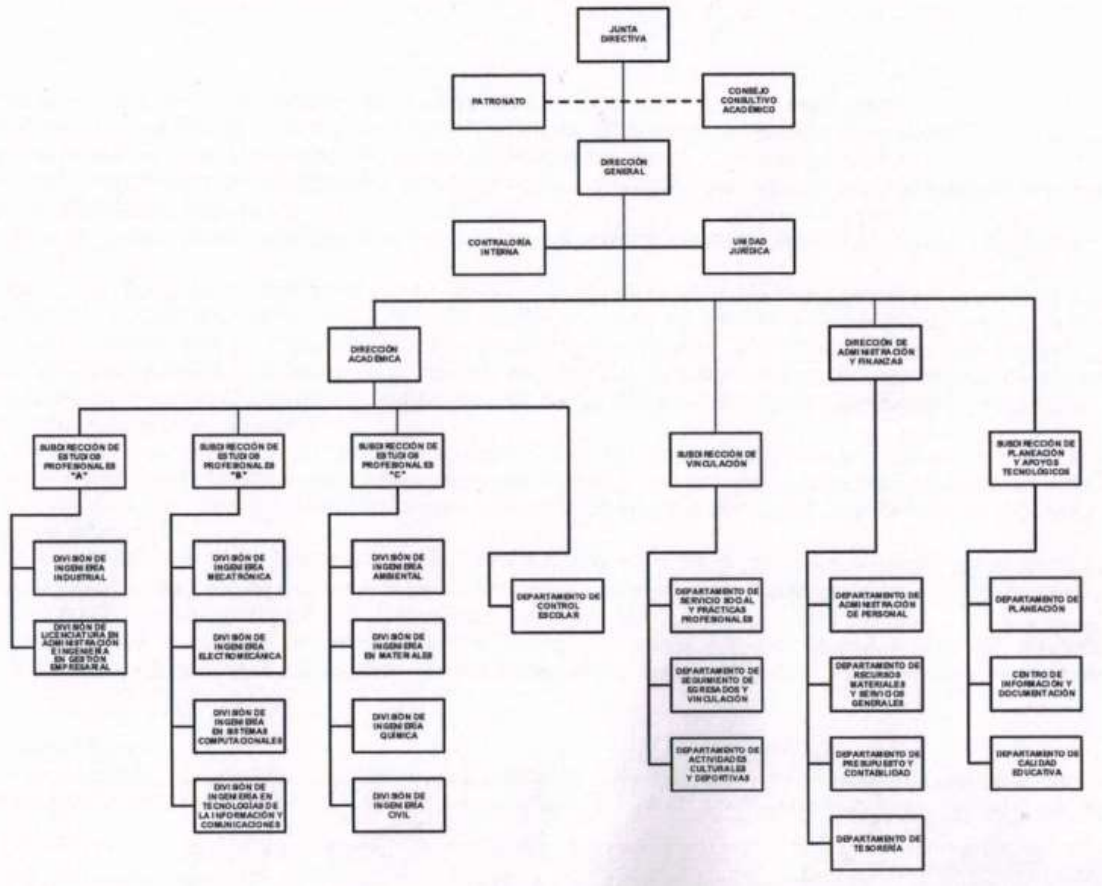 JUNTA
DIRECTIVA
PATRONATO
CONSEJO
CONSULTIVO
ACADÉMICO
DIRECCIÓN
GENERAL
CONTRALORÍA
INTERNA
UNIDAD
JURÍDICA
DIRECCIÓN
ACADÉMICA
DIRECCIÓN DE
ADMINISTRACIÓN
Y FINANZAS
SUBDIRECCIÓN DE
ESTUDIOS
PROFESIONALES
"A"
SUBDIRECCIÓN DE
ESTUDIOS
PROFESIONALES
"B"
SUBDIRECCIÓN DE
ESTUDIOS
PROFESIONALES
"C"
SUBDIRECCIÓN DE
VINCULACIÓN
SUBDIRECCIÓN DE
PLANEACIÓN
Y APOYOS
TECNOLÓGICOS
DIVISIÓN DE
INGENIERÍA
INDUSTRIAL
DIVISIÓN DE
INGENIERÍA
MECATRÓNICA
DIVISIÓN DE
INGENIERÍA
AMBIENTAL
DEPARTAMENTO DE
CONTROL
ESCOLAR
DEPARTAMENTO DE
SERVICIO SOCIAL
Y PRÁCTICAS
PROFESIONALES
DEPARTAMENTO DE
ADMINISTRACIÓN
DE PERSONAL
DEPARTAMENTO DE
PLANEACIÓN
DIVISIÓN DE
LICENCIATURA EN
ADMINISTRACIÓN
E INGENIERÍA
EN GESTIÓN
EMPRESARIAL
DIVISIÓN DE
INGENIERÍA
ELECTROMECÁNICA
DIVISIÓN DE
INGENIERÍA
EN MATERIALES
DEPARTAMENTO DE
SEGUIMIENTO DE
EGRESADOS Y
VINCULACIÓN
DEPARTAMENTO DE
RECURSOS
MATERIALES
Y SERVICIOS
GENERALES
CENTRO DE
INFORMACIÓN Y
DOCUMENTACIÓN
DIVISIÓN DE
INGENIERÍA
EN SISTEMAS
COMPUTACIONALES
DIVISIÓN DE
INGENIERÍA
QUÍMICA
DEPARTAMENTO DE
ACTIVIDADES
CULTURALES
Y DEPORTIVAS
DEPARTAMENTO DE
PRESUPUESTO Y
CONTABILIDAD
DEPARTAMENTO DE
CALIDAD
EDUCATIVA
DIVISIÓN DE
INGENIERÍA EN
TECNOLOGÍAS DE
LA INFORMACIÓN Y
COMUNICACIONES
DIVISIÓN DE
INGENIERÍA
CIVIL
DEPARTAMENTO DE
TESORERÍA